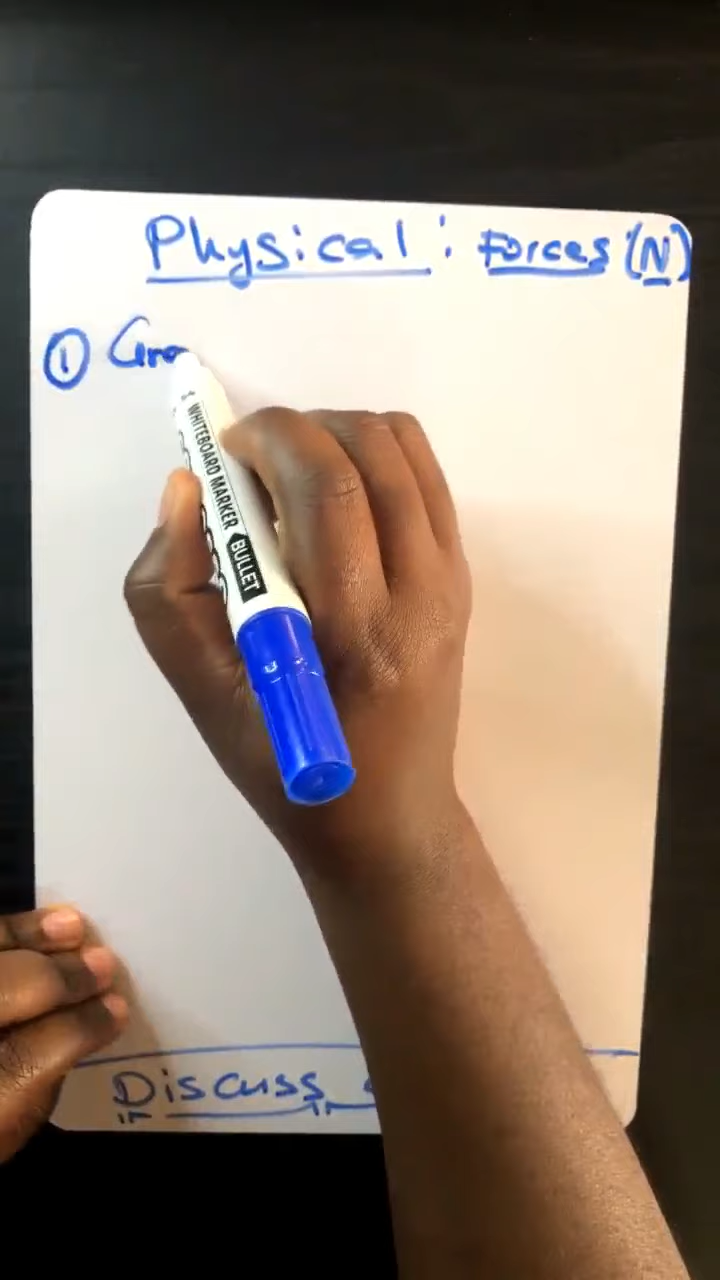 Physical : Forces (N)
① Gra
WHITEBOARD MARKER BULLET
Discuss